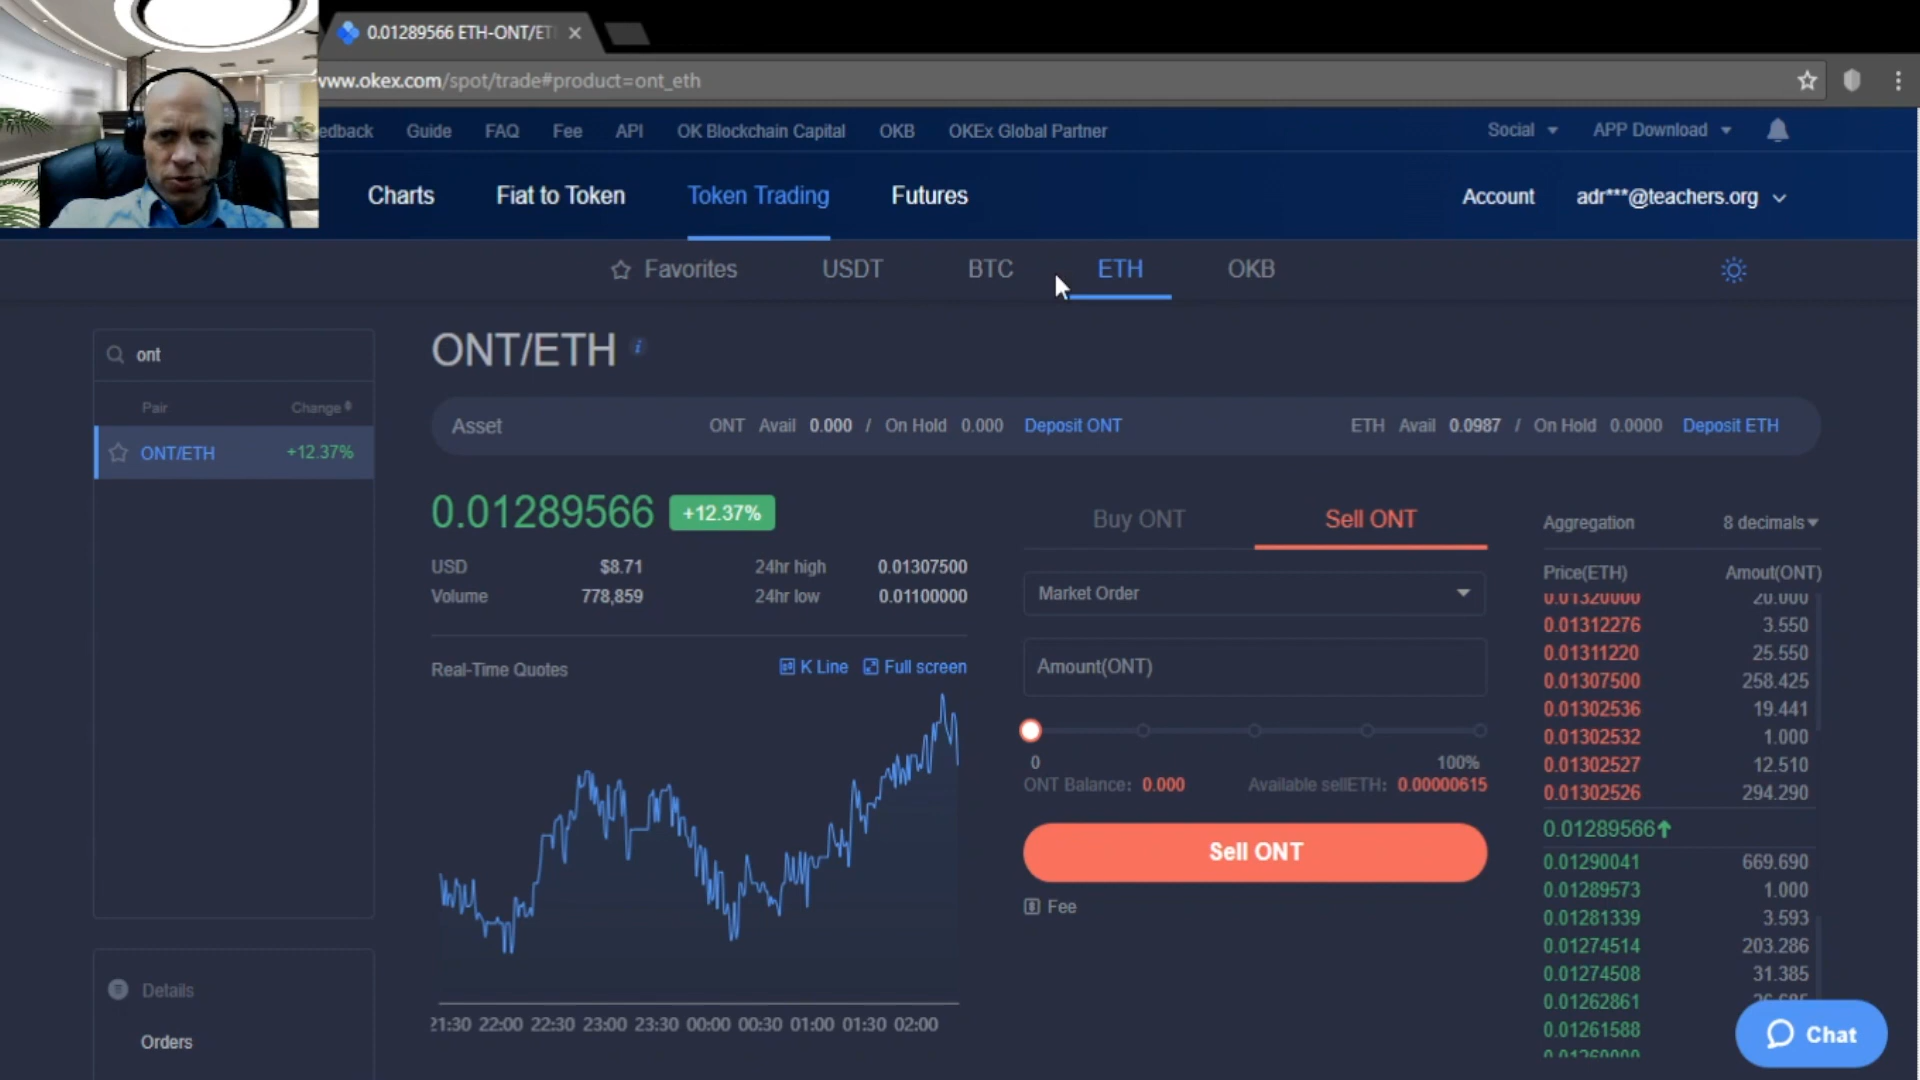 0.01289566 ETH-ONT/ET
www.okex.com/spot/trade#product=ont_eth
edback Guide FAQ Fee API OK Blockchain Capital OKB OKEx Global Partner Social APP Download
Charts Fiat to Token Token Trading Futures Account adr***@teachers.org
Favorites USDT BTC ETH OKB
ont
Pair Change
ONT/ETH +12.37%
Details
Orders
ONT/ETH i
Asset ONT Avail 0.000 / On Hold 0.000 Deposit ONT ETH Avail 0.0987 / On Hold 0.0000 Deposit ETH
0.01289566 +12.37%
USD $8.71 24hr high 0.01307500
Volume 778,859 24hr low 0.01100000
Real-Time Quotes K Line Full screen
21:30 22:00 22:30 23:00 23:30 00:00 00:30 01:00 01:30 02:00
Buy ONT Sell ONT
Market Order
Amount(ONT)
0 100%
ONT Balance: 0.000 Available sellETH: 0.00000615
Sell ONT
Fee
Aggregation 8 decimals
Price(ETH) Amout(ONT)
0.01320000 20.000
0.01312276 3.550
0.01311220 25.550
0.01307500 258.425
0.01302536 19.441
0.01302532 1.000
0.01302527 12.510
0.01302526 294.290
0.01289566↑
0.01290041 669.690
0.01289573 1.000
0.01281339 3.593
0.01274514 203.286
0.01274508 31.385
0.01262861
0.01261588
0.01260000
Chat